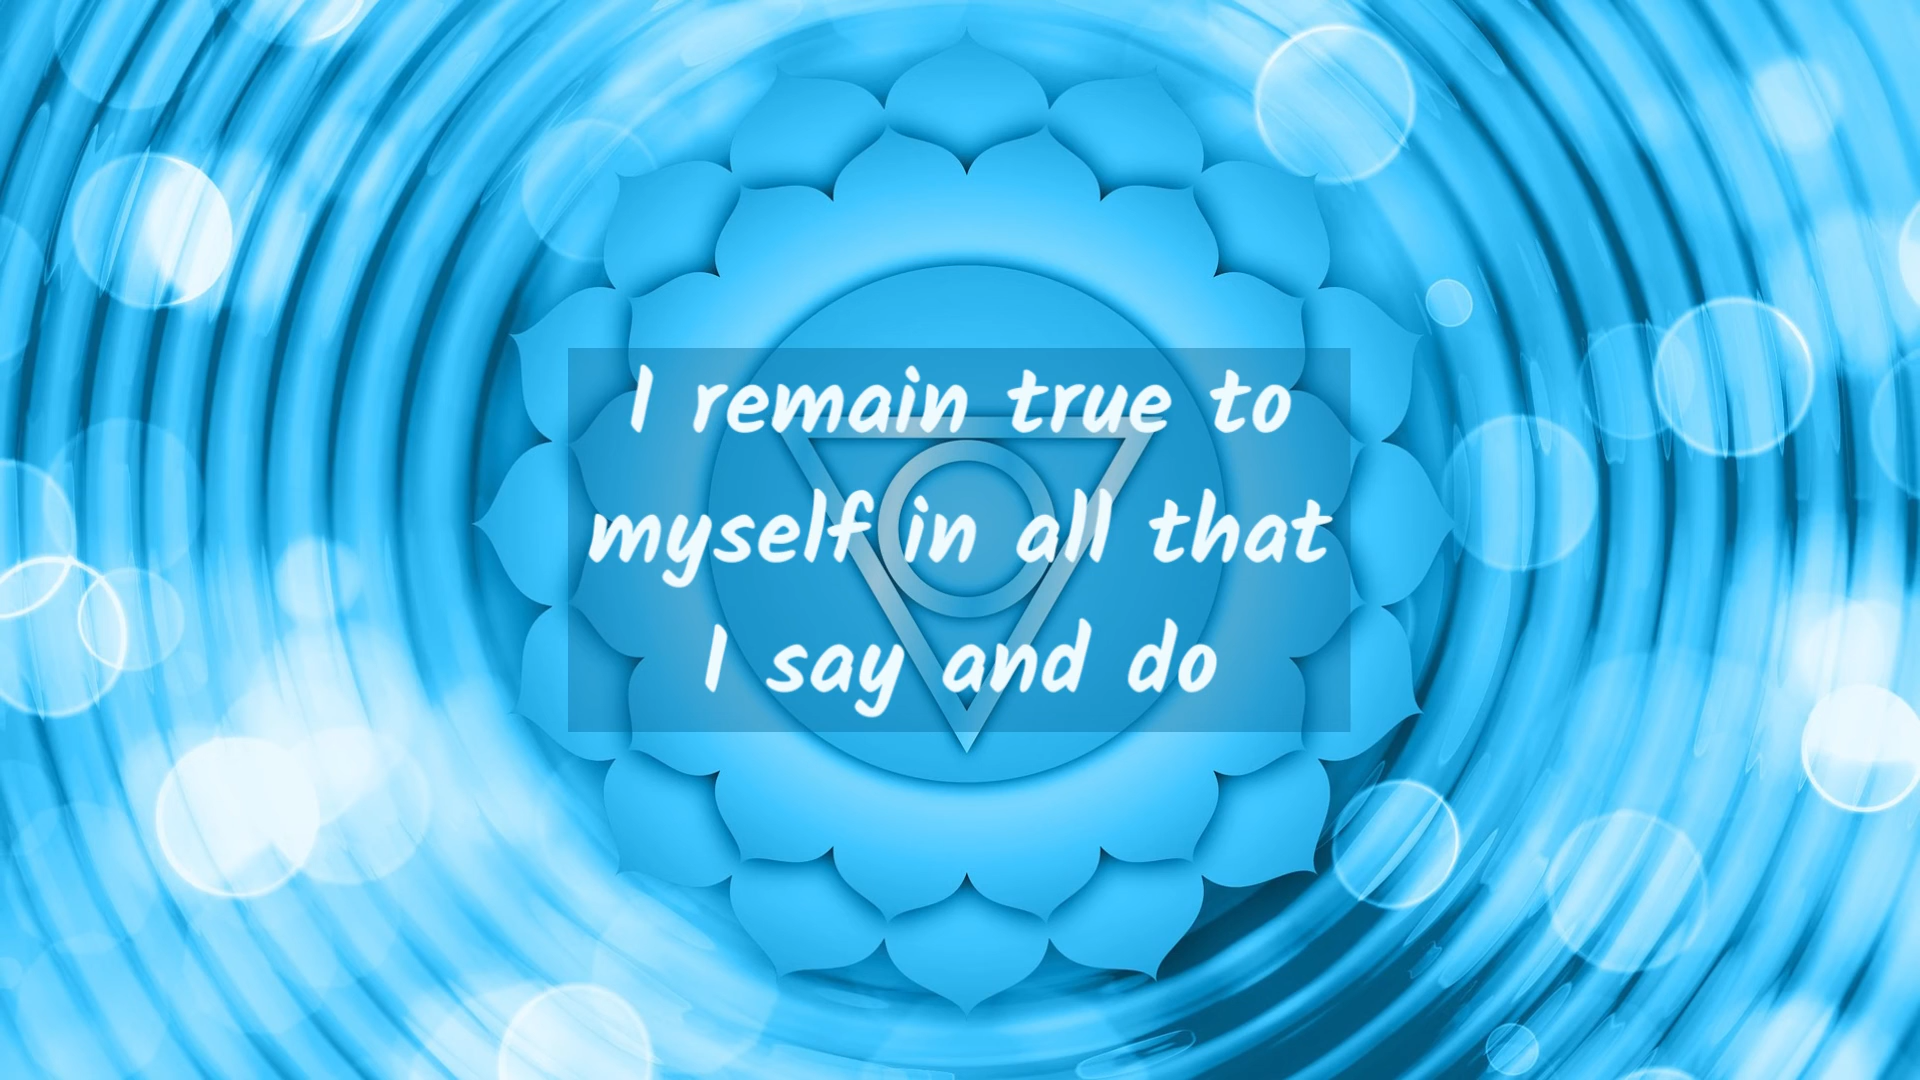 I remain true to
myself in all that
I say and do